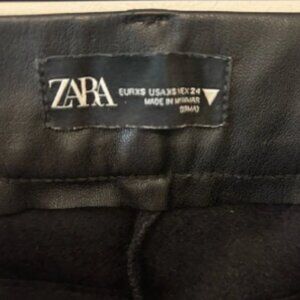 ZARA
EUR XS USA XS MEX 24
MADE IN MYANMAR